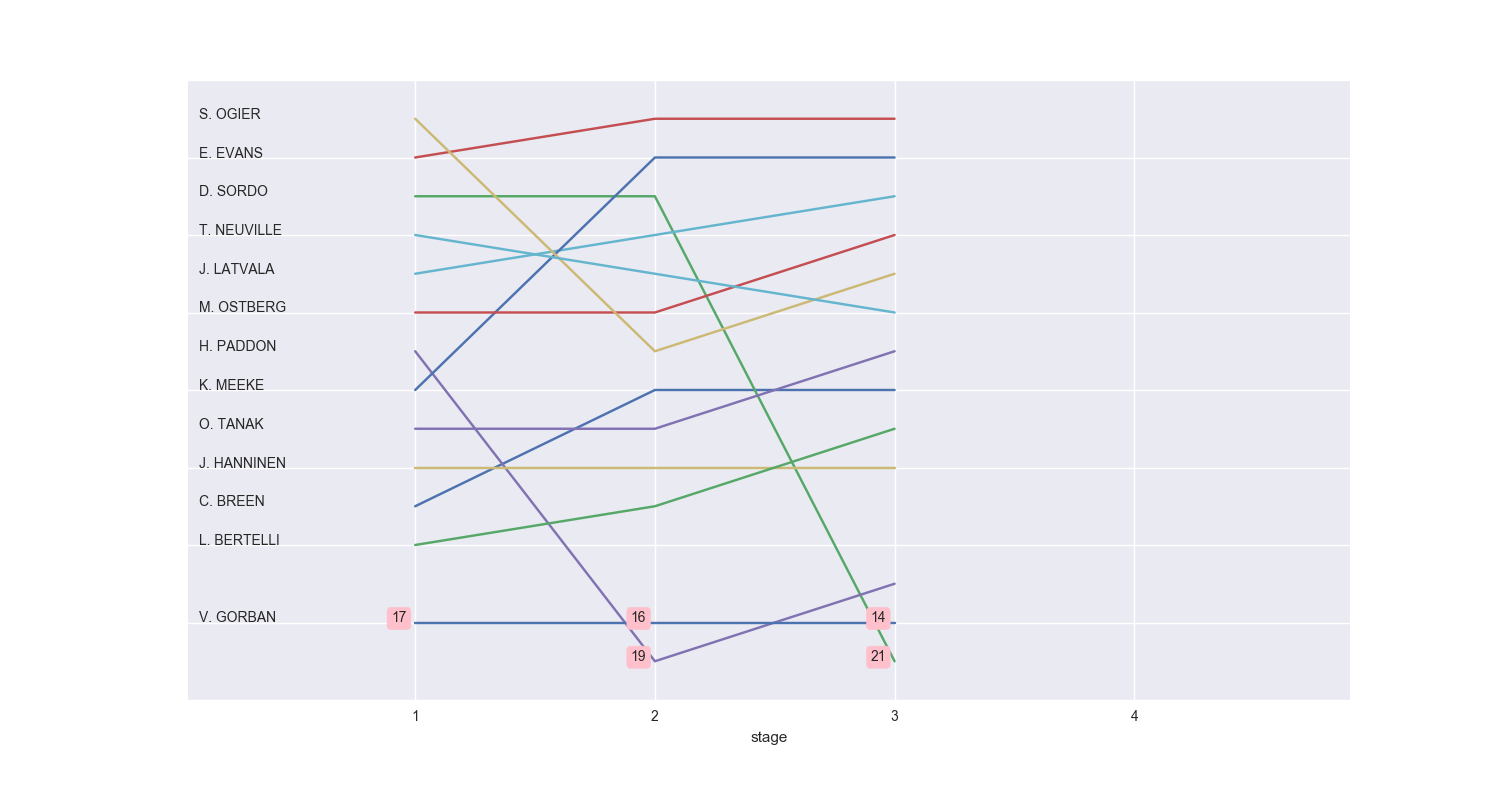 S. OGIER
E. EVANS
D. SORDO
T. NEUVILLE
J. LATVALA
M. OSTBERG
H. PADDON
K. MEEKE
O. TANAK
J. HANNINEN
C. BREEN
L. BERTELLI
V. GORBAN 17 16 14
19 21
1 2 3 4
stage